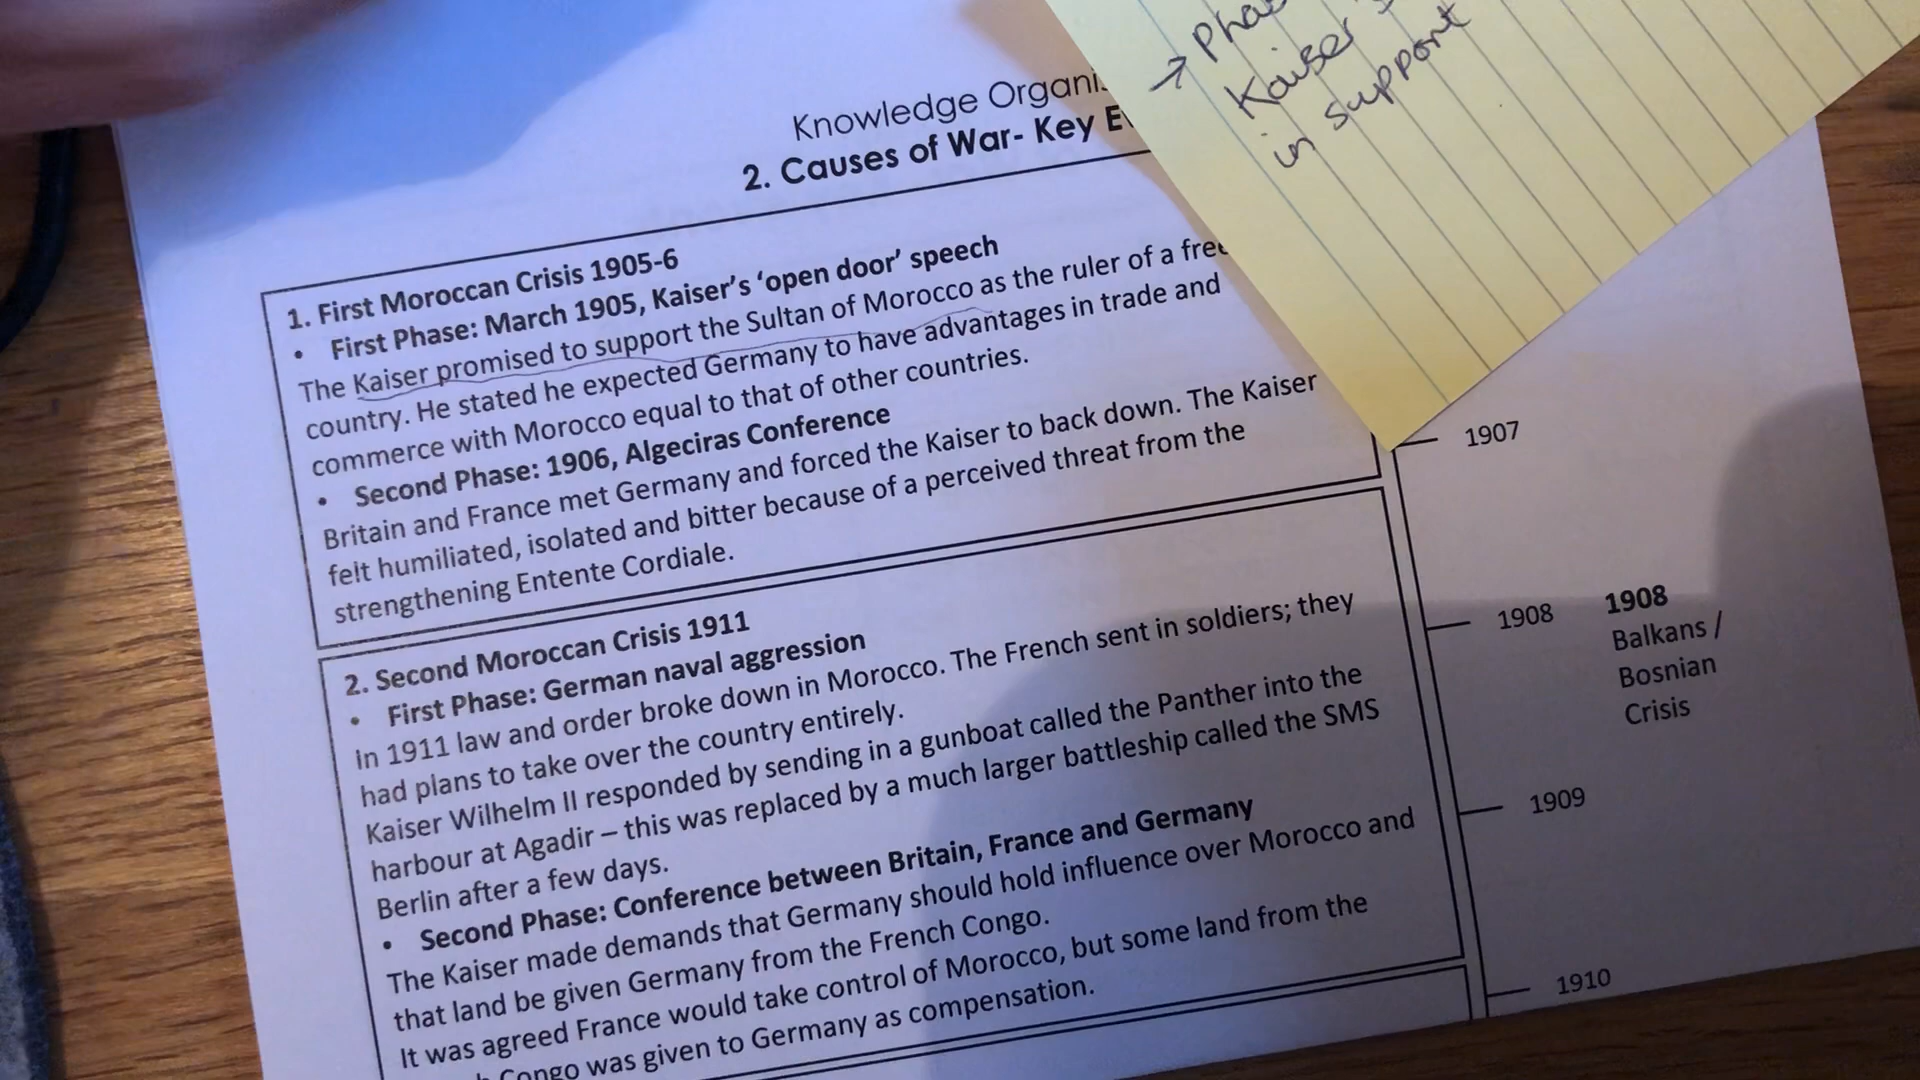 → Pha
Kaiser
in support
Knowledge Organi
2. Causes of War- Key E
1. First Moroccan Crisis 1905-6
• First Phase: March 1905, Kaiser's 'open door' speech
The Kaiser promised to support the Sultan of Morocco as the ruler of a free
country. He stated he expected Germany to have advantages in trade and
commerce with Morocco equal to that of other countries.
• Second Phase: 1906, Algeciras Conference
Britain and France met Germany and forced the Kaiser to back down. The Kaiser
felt humiliated, isolated and bitter because of a perceived threat from the
strengthening Entente Cordiale.
2. Second Moroccan Crisis 1911
• First Phase: German naval aggression
In 1911 law and order broke down in Morocco. The French sent in soldiers; they
had plans to take over the country entirely.
Kaiser Wilhelm II responded by sending in a gunboat called the Panther into the
harbour at Agadir – this was replaced by a much larger battleship called the SMS
Berlin after a few days.
• Second Phase: Conference between Britain, France and Germany
The Kaiser made demands that Germany should hold influence over Morocco and
that land be given Germany from the French Congo.
It was agreed France would take control of Morocco, but some land from the
Congo was given to Germany as compensation.
1907
1908
1908
Balkans /
Bosnian
Crisis
1909
1910